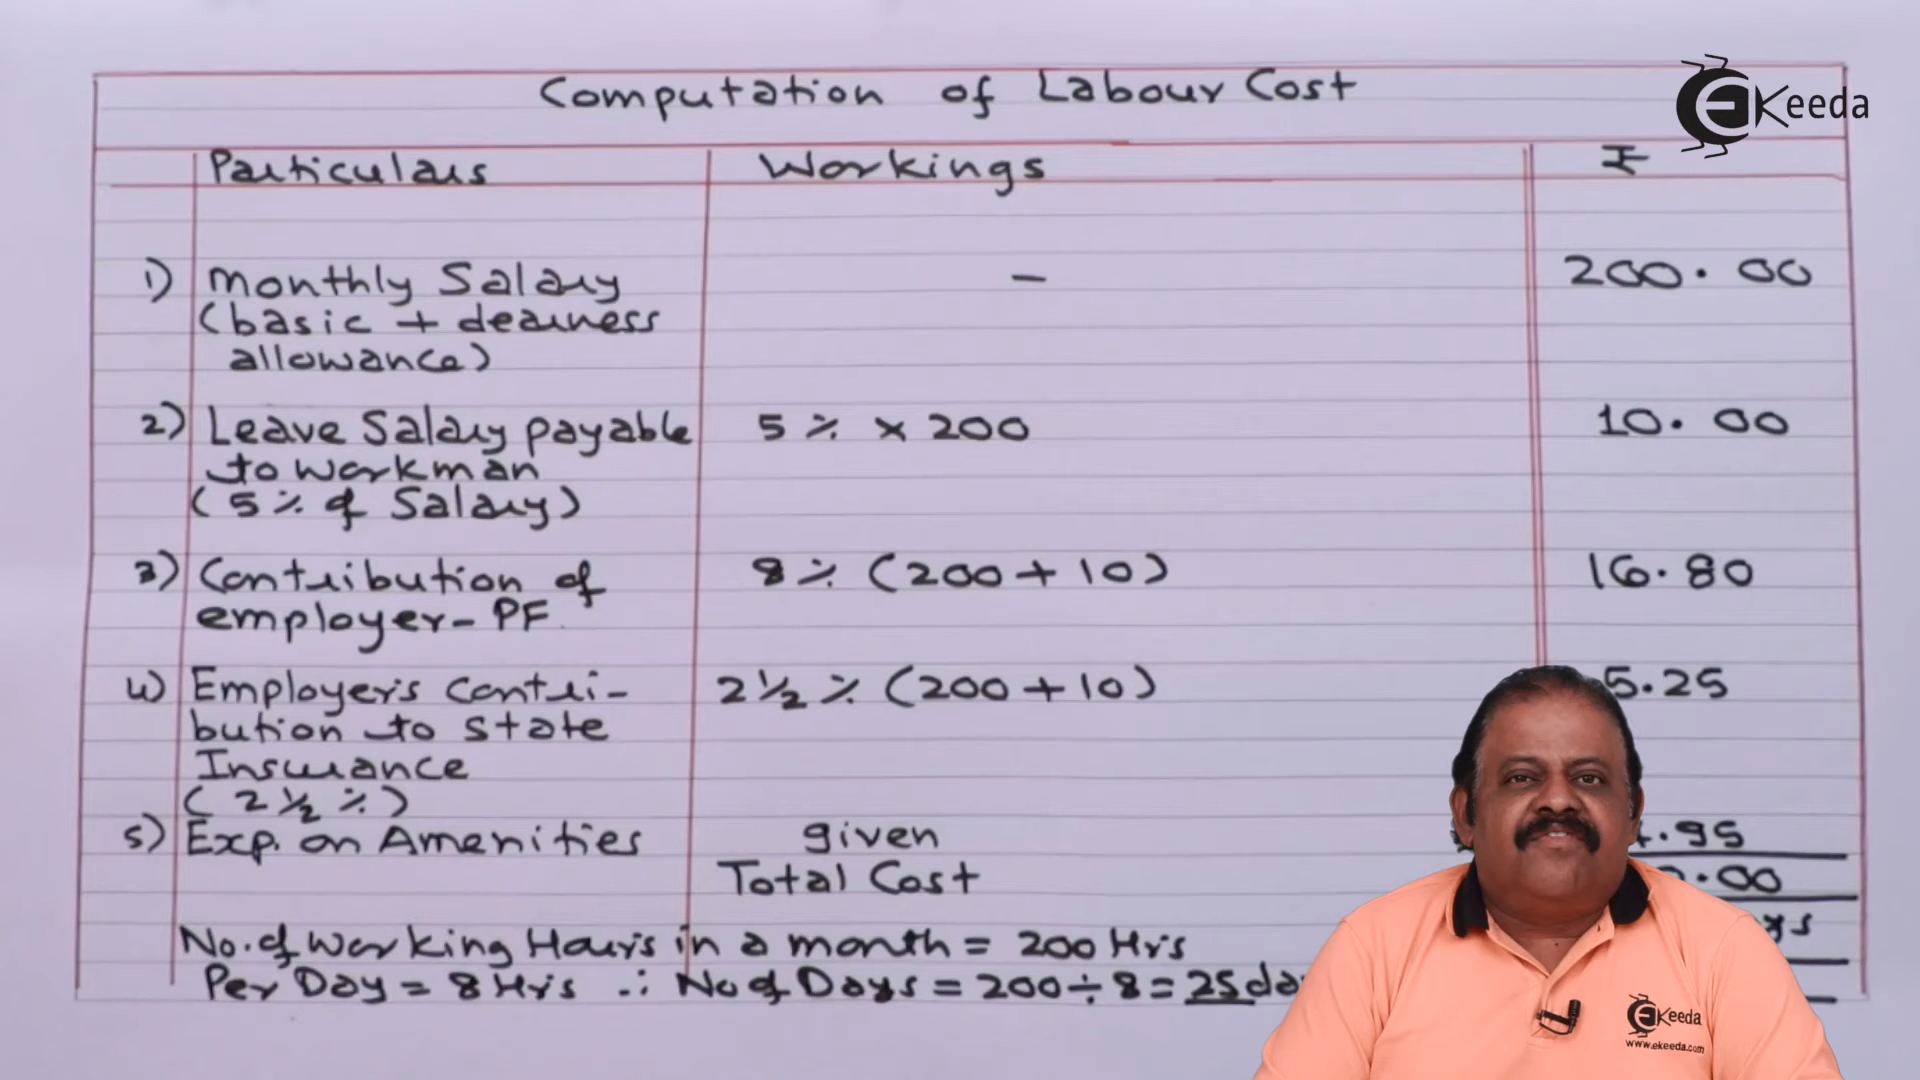 Computation of Labour Cost
EKeeda
Particulars Workings ₹
1) Monthly Salary - 200.00
(basic + dearness
allowance)
2) Leave Salary payable 5% x 200 10.00
to workman
(5% of Salary)
3) Contribution of 8% (200+10) 16.80
employer- PF.
4) Employer's contri- 2½% (200+10) 5.25
bution to state
Insurance
(2½%)
5) Exp. on Amenities given .95
Total Cost .00
No. of Working Hours in a month = 200 Hrs
Per Day = 8 Hrs ∴ No of Days = 200÷8 = 25
EKeeda
www.ekeeda.com